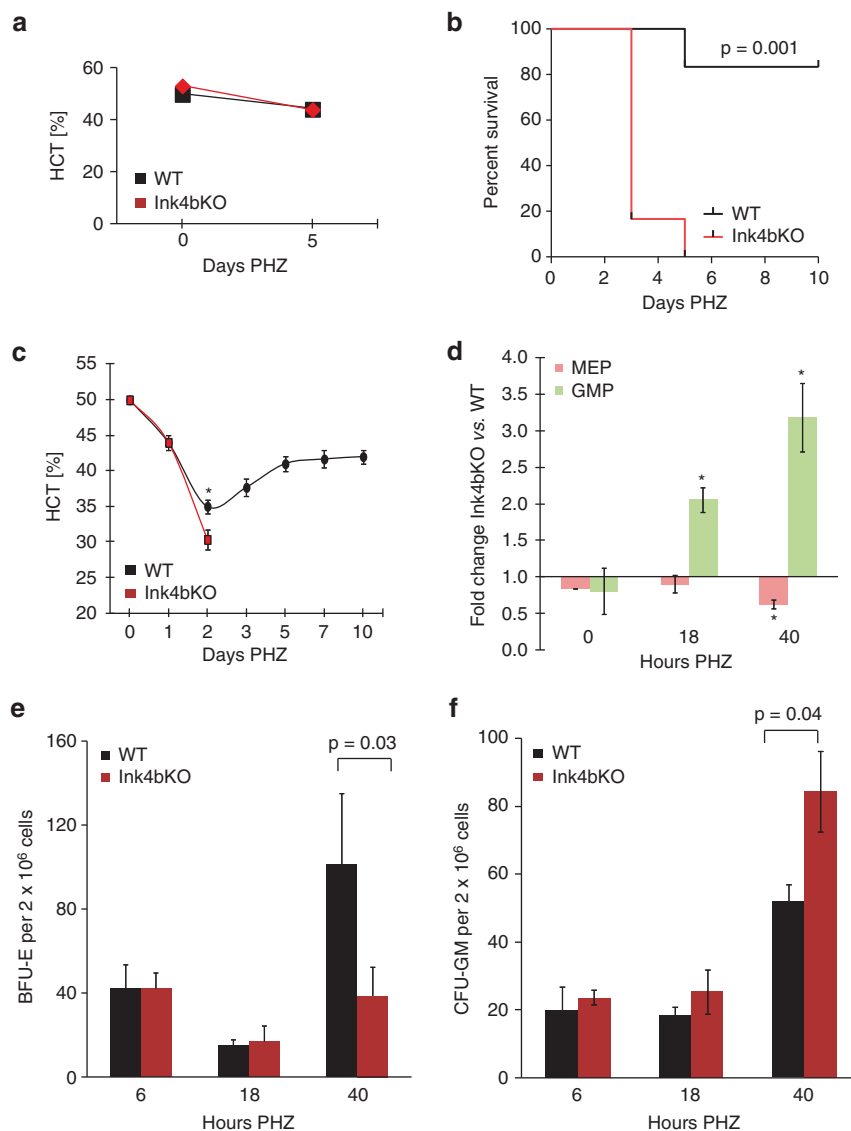 a
60
40
20
0
HCT [%]
WT
Ink4bKO
0
5
Days PHZ
b
100
80
60
40
20
0
Percent survival
p = 0.001
WT
Ink4bKO
0
2
4
6
8
10
Days PHZ
c
55
50
45
40
35
30
25
20
HCT [%]
*
WT
Ink4bKO
0
1
2
3
5
7
10
Days PHZ
d
4.0
3.5
3.0
2.5
2.0
1.5
1.0
0.5
0.0
Fold change Ink4bKO vs. WT
MEP
GMP
*
*
*
0
18
40
Hours PHZ
e
160
120
80
40
0
BFU-E per 2 x 10⁶ cells
WT
Ink4bKO
p = 0.03
6
18
40
Hours PHZ
f
100
80
60
40
20
0
CFU-GM per 2 x 10⁶ cells
WT
Ink4bKO
p = 0.04
6
18
40
Hours PHZ